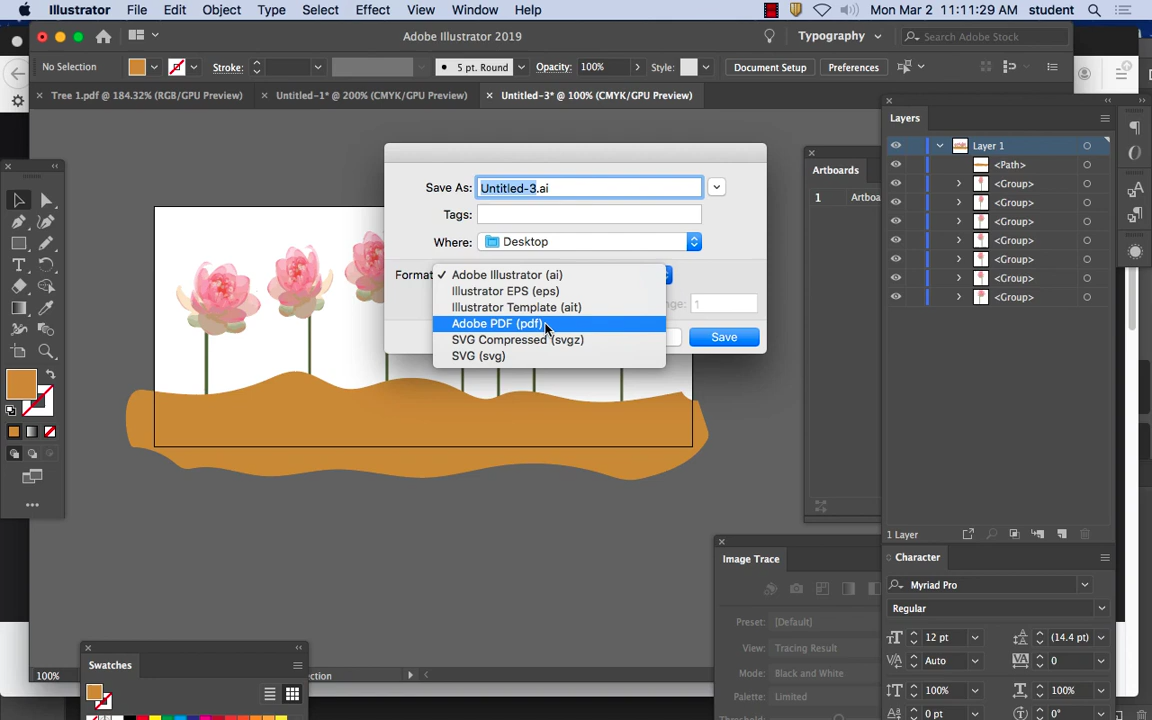 Illustrator File Edit Object Type Select Effect View Window Help Mon Mar 2 11:11:29 AM student
Adobe Illustrator 2019 Typography Search Adobe Stock
No Selection Stroke: 5 pt. Round Opacity: 100% Style: Document Setup Preferences
Tree 1.pdf @ 184.32% (RGB/GPU Preview) Untitled-1* @ 200% (CMYK/GPU Preview) Untitled-3* @ 100% (CMYK/GPU Preview)
Layers
Layer 1
<Path>
<Group>
<Group>
<Group>
<Group>
<Group>
<Group>
<Group>
1 Layer
Artboards
1 Artboa
Save As: Untitled-3.ai
Tags:
Where: Desktop
Format
Adobe Illustrator (ai)
Illustrator EPS (eps)
Illustrator Template (ait)
Adobe PDF (pdf)
SVG Compressed (svgz)
SVG (svg)
nge: 1
Save
Image Trace
Preset: [Default]
View: Tracing Result
Mode: Black and White
Palette: Limited
Character
Myriad Pro
Regular
12 pt (14.4 pt)
Auto 0
100% 100%
0 pt 0°
100% ction
Swatches